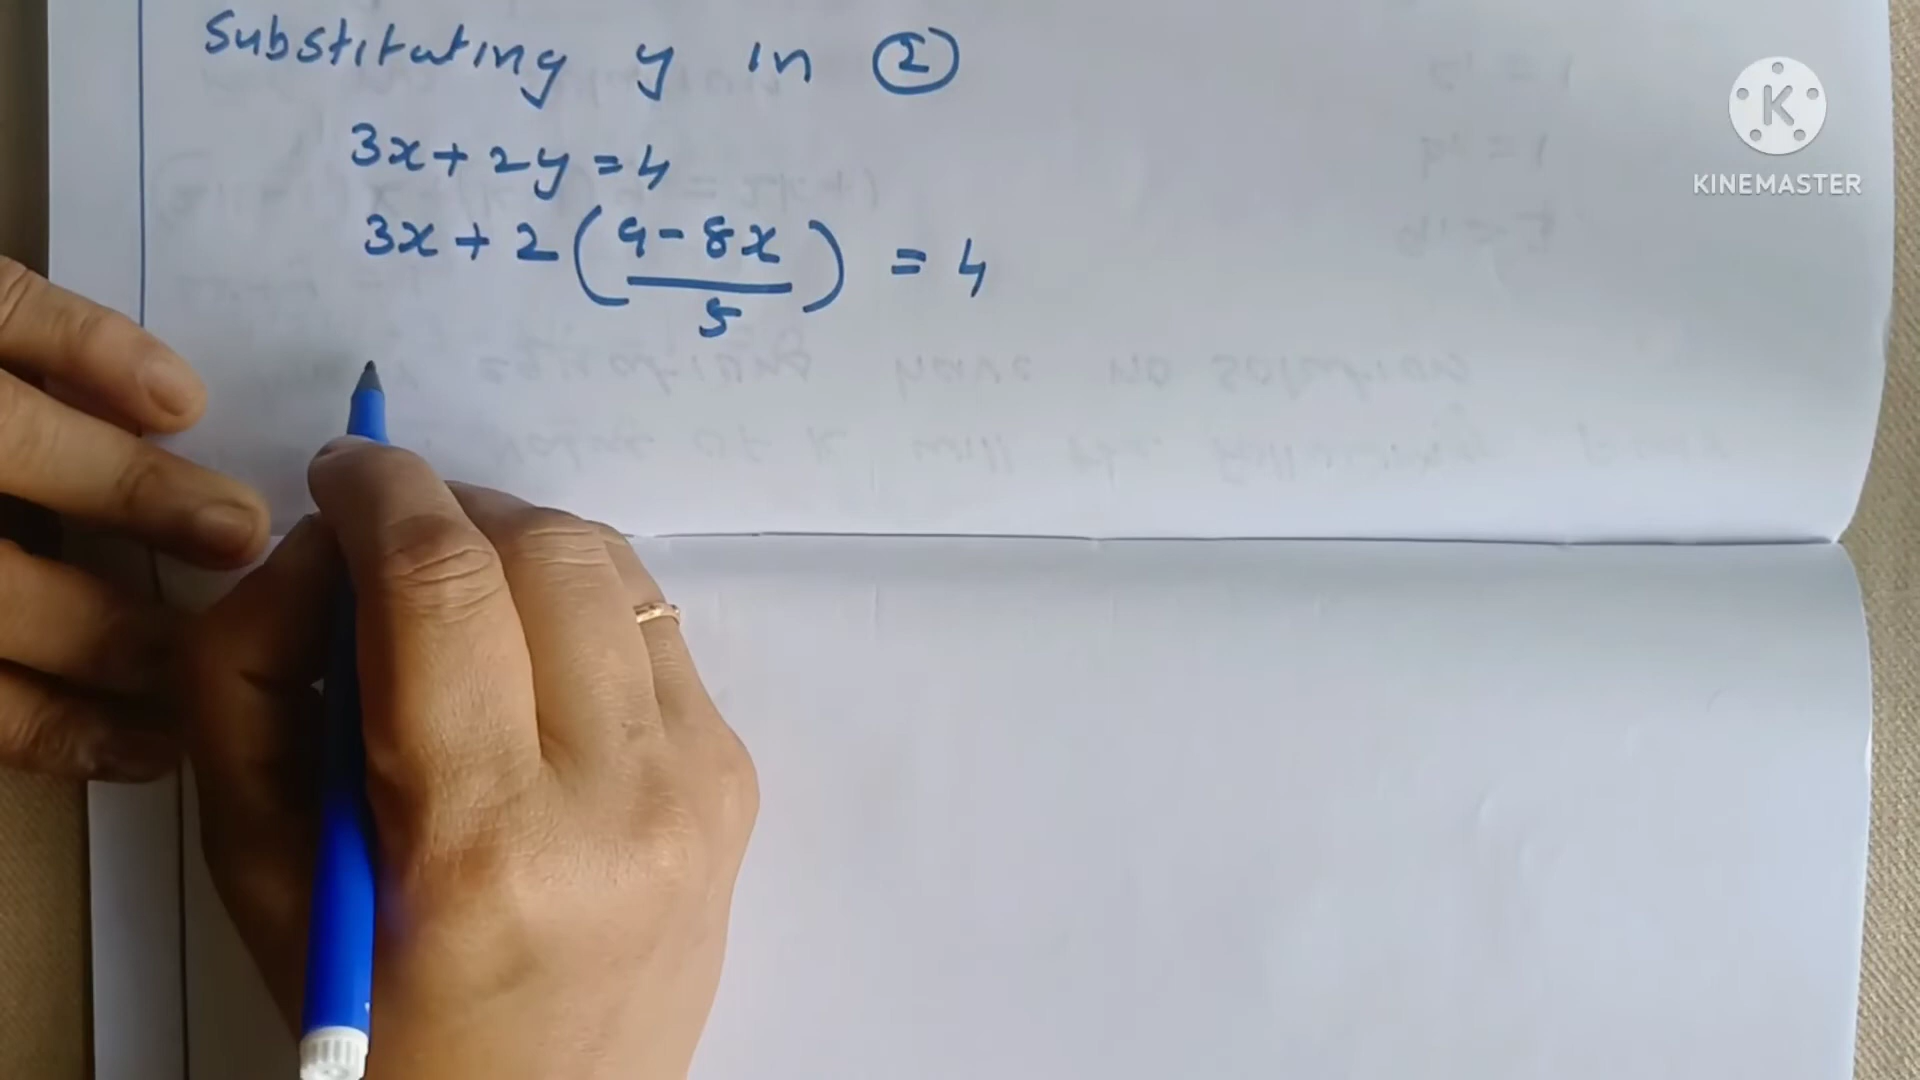 Substituting y in ②
3x + 2y = 4
3x + 2 ( 9 - 8x / 5 ) = 4
K
KINEMASTER